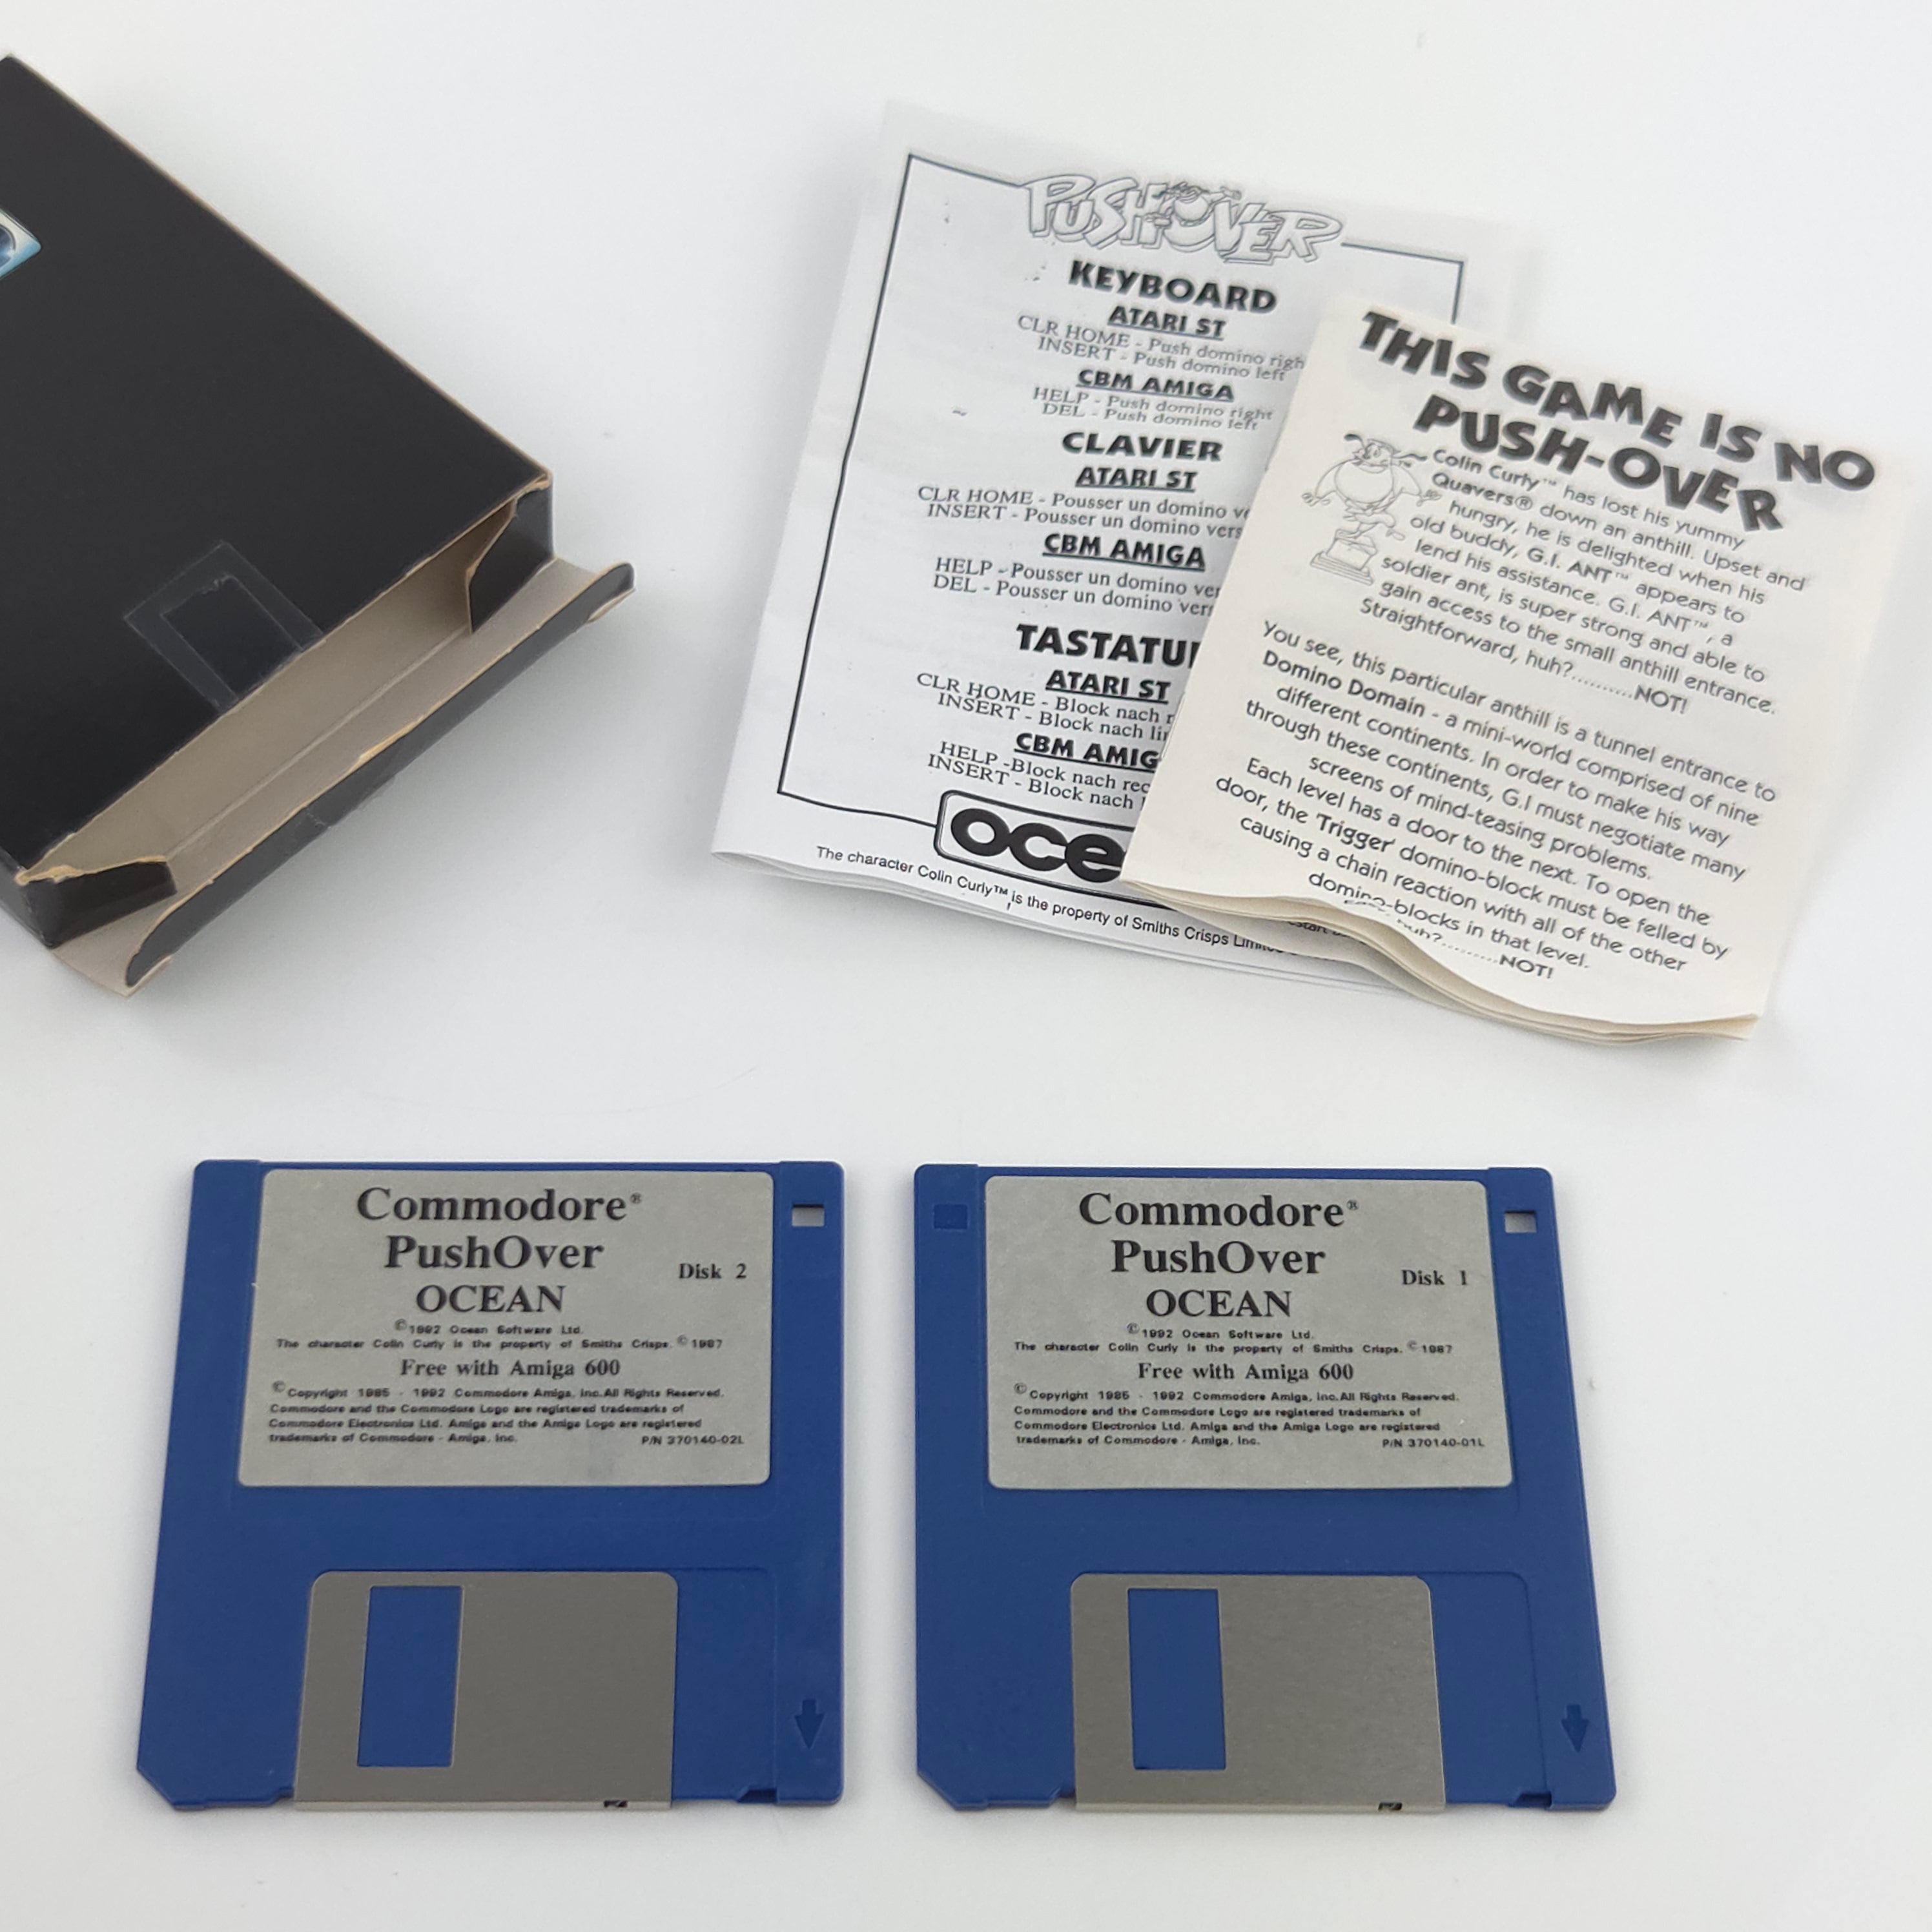 PUSHOVER
KEYBOARD
ATARI ST
CLR HOME - Push domino righ
INSERT - Push domino left
CBM AMIGA
HELP - Push domino right
DEL - Push domino left
CLAVIER
ATARI ST
CLR HOME - Pousser un domino ve
INSERT - Pousser un domino vers
CBM AMIGA
HELP - Pousser un domino ver
DEL - Pousser un domino vers
TASTATU
ATARI ST
CLR HOME - Block nach r
INSERT - Block nach lin
CBM AMIG
HELP -Block nach rec
INSERT - Block nach
oce
The character Colin Curly™ is the property of Smiths Crisps Limi
THIS GAME IS NO
PUSH-OVER
Colin Curly™ has lost his yummy
Quavers® down an anthill. Upset and
hungry, he is delighted when his
old buddy, G.I. ANT™ appears to
lend his assistance. G.I. ANT™, a
soldier ant, is super strong and able to
gain access to the small anthill entrance.
Straightforward, huh?..........NOT!
You see, this particular anthill is a tunnel entrance to
Domino Domain - a mini-world comprised of nine
different continents. In order to make his way
through these continents, G.I must negotiate many
screens of mind-teasing problems.
Each level has a door to the next. To open the
door, the 'Trigger' domino-block must be felled by
causing a chain reaction with all of the other
domino-blocks in that level.
huh?.........NOT!
Commodore®
PushOver
Disk 2
OCEAN
©1992 Ocean Software Ltd.
The character Colin Curly is the property of Smiths Crisps. ©1987
Free with Amiga 600
©Copyright 1985 - 1992 Commodore Amiga, Inc.All Rights Reserved.
Commodore and the Commodore Logo are registered trademarks of
Commodore Electronics Ltd. Amiga and the Amiga Logo are registered
trademarks of Commodore - Amiga, Inc. P/N 370140-02L
Commodore®
PushOver
Disk 1
OCEAN
©1992 Ocean Software Ltd.
The character Colin Curly is the property of Smiths Crisps. ©1987
Free with Amiga 600
©Copyright 1985 - 1992 Commodore Amiga, Inc.All Rights Reserved.
Commodore and the Commodore Logo are registered trademarks of
Commodore Electronics Ltd. Amiga and the Amiga Logo are registered
trademarks of Commodore - Amiga, Inc. P/N 370140-01L